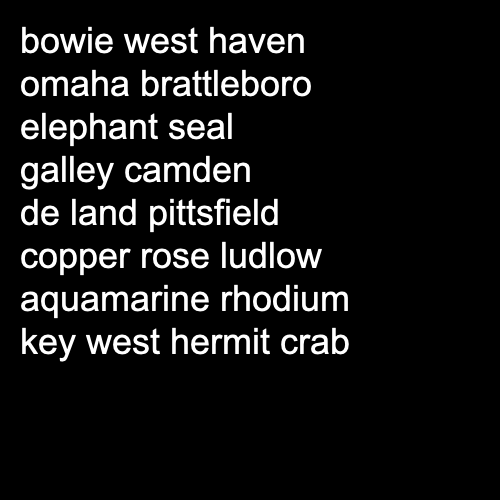 bowie west haven
omaha brattleboro
elephant seal
galley camden
de land pittsfield
copper rose ludlow
aquamarine rhodium
key west hermit crab